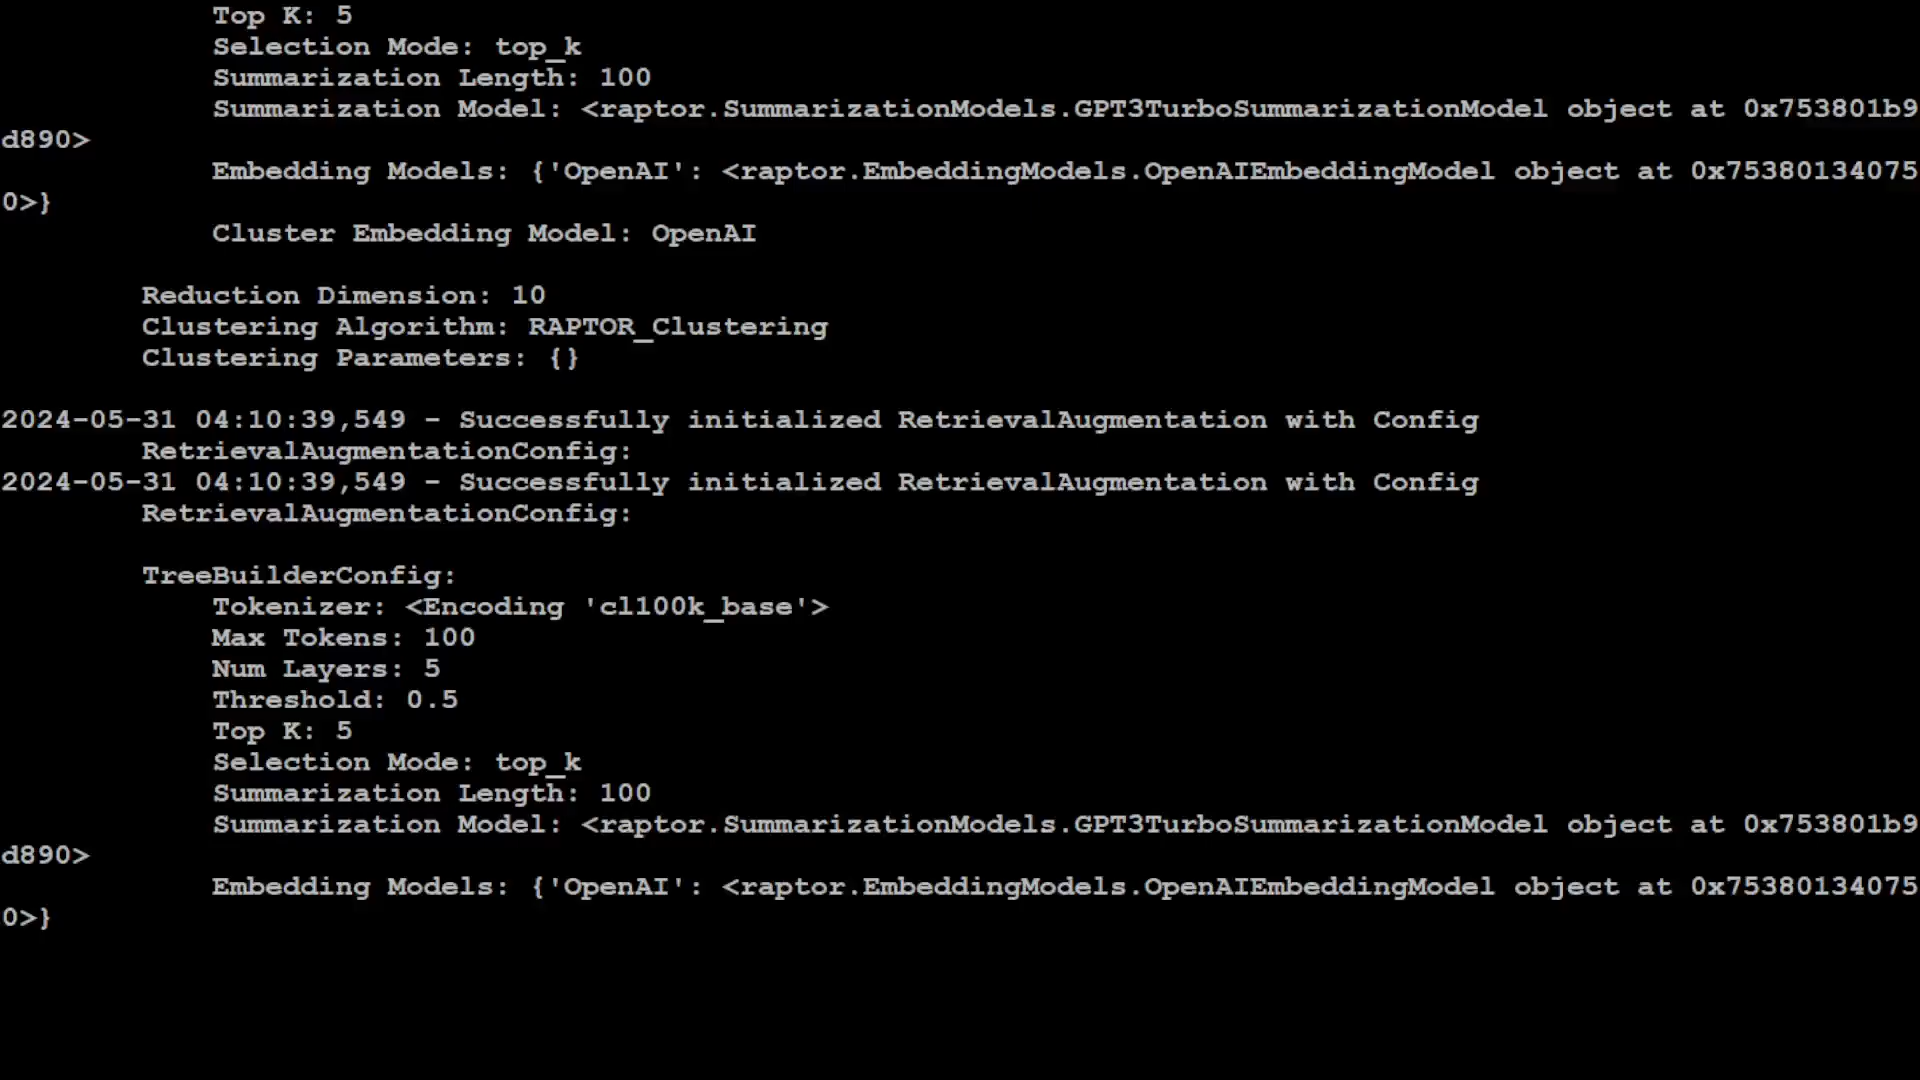 Top K: 5
Selection Mode: top_k
Summarization Length: 100
Summarization Model: <raptor.SummarizationModels.GPT3TurboSummarizationModel object at 0x753801b9
d890>
Embedding Models: {'OpenAI': <raptor.EmbeddingModels.OpenAIEmbeddingModel object at 0x75380134075
0>}
Cluster Embedding Model: OpenAI
Reduction Dimension: 10
Clustering Algorithm: RAPTOR_Clustering
Clustering Parameters: {}
2024-05-31 04:10:39,549 - Successfully initialized RetrievalAugmentation with Config
RetrievalAugmentationConfig:
2024-05-31 04:10:39,549 - Successfully initialized RetrievalAugmentation with Config
RetrievalAugmentationConfig:
TreeBuilderConfig:
Tokenizer: <Encoding 'cl100k_base'>
Max Tokens: 100
Num Layers: 5
Threshold: 0.5
Top K: 5
Selection Mode: top_k
Summarization Length: 100
Summarization Model: <raptor.SummarizationModels.GPT3TurboSummarizationModel object at 0x753801b9
d890>
Embedding Models: {'OpenAI': <raptor.EmbeddingModels.OpenAIEmbeddingModel object at 0x75380134075
0>}